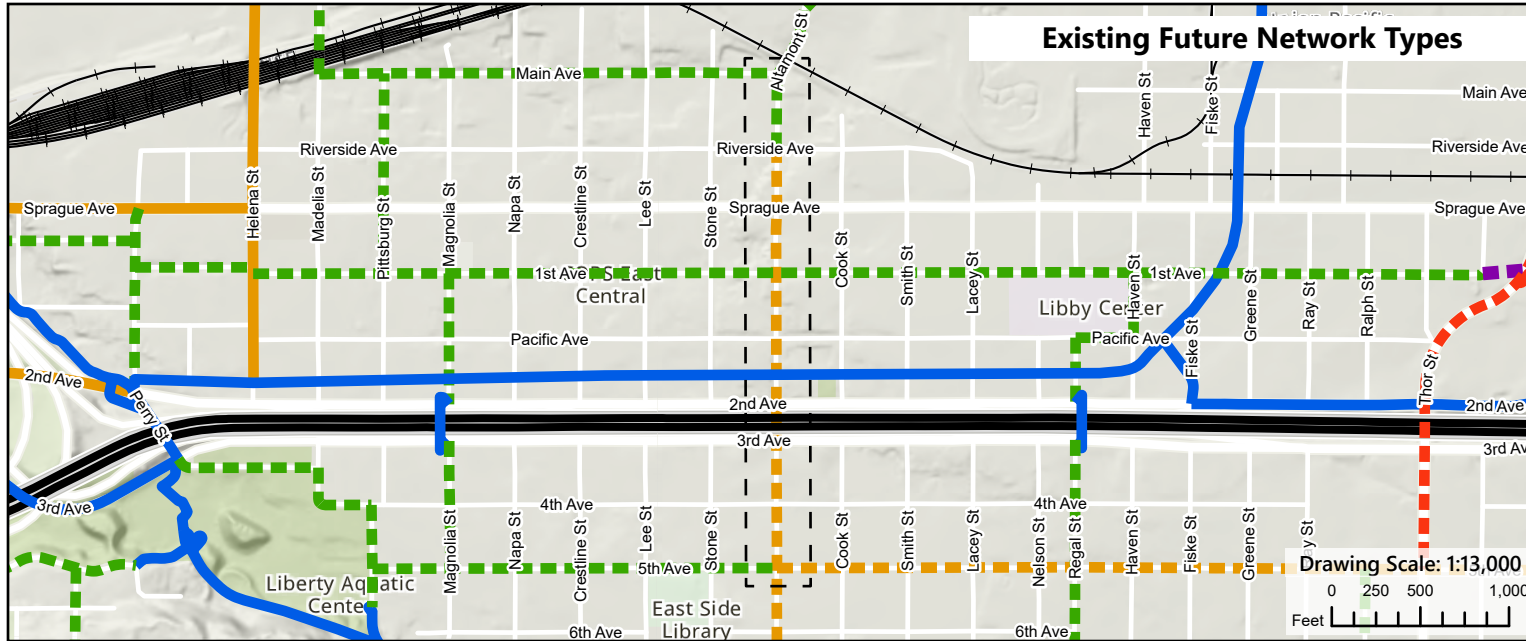 Existing Future Network Types
Altamont St
Main Ave
Main Ave
Haven St
Fiske St
Riverside Ave
Riverside Ave
Riverside Ave
Helena St
Madelia St
Pittsburg St
Magnolia St
Napa St
Crestline St
Lee St
Stone St
Sprague Ave
Sprague Ave
Sprague Ave
Cook St
Smith St
Lacey St
Haven St
Greene St
Ray St
Ralph St
1st Ave
1st Ave
Central
Libby Center
Pacific Ave
Pacific Ave
Fiske St
Thor St
2nd Ave
2nd Ave
2nd Ave
Perry St
3rd Ave
3rd Av
3rd Ave
4th Ave
4th Ave
Magnolia St
Napa St
Crestline St
Lee St
Stone St
Cook St
Smith St
Lacey St
Nelson St
Regal St
Haven St
Fiske St
Greene St
5th Ave
Liberty Aquatic
Cente
East Side
Library
6th Ave
6th Ave
Drawing Scale: 1:13,000
0 250 500 1,000
Feet